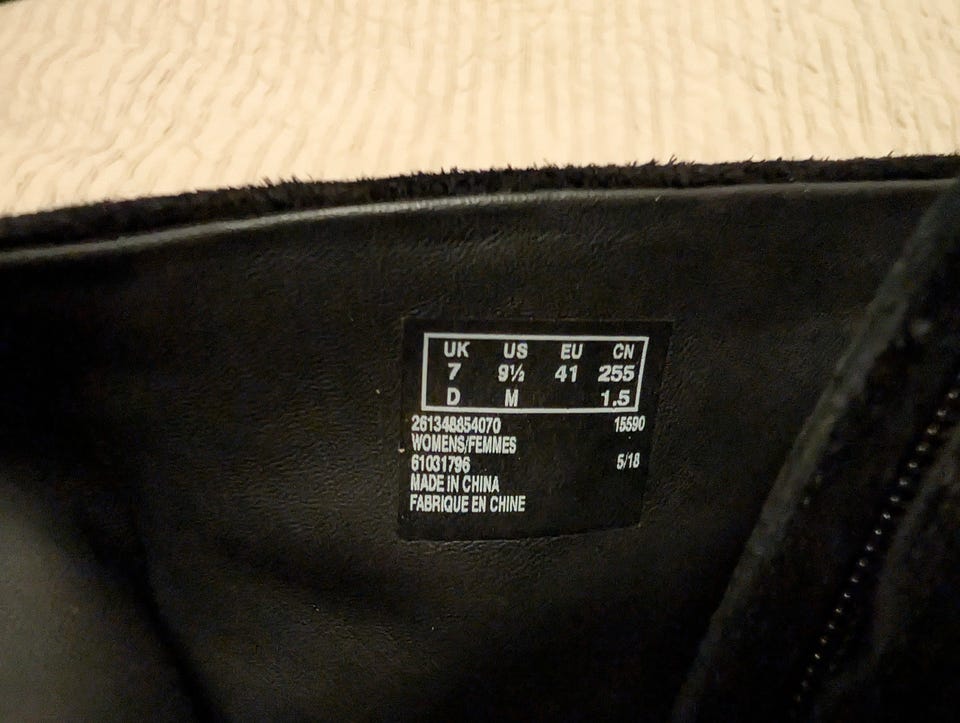 UK US EU CN
7 9½ 41 255
D M 1.5
261348854070 15590
WOMENS/FEMMES
61031796 5/18
MADE IN CHINA
FABRIQUE EN CHINE